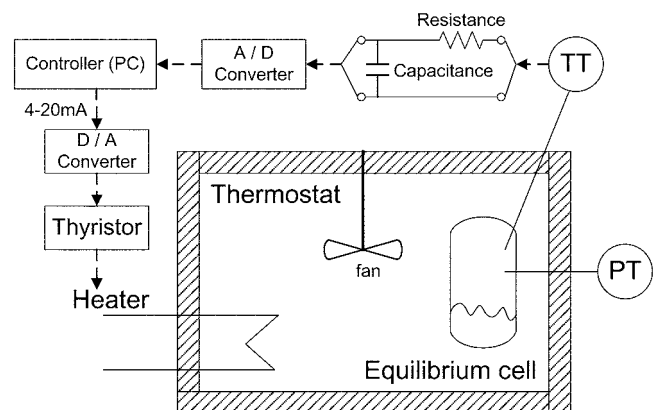 Resistance
Controller (PC)
A / D
Converter
Capacitance
TT
4-20mA
D / A
Converter
Thermostat
Thyristor
fan
PT
Heater
Equilibrium cell